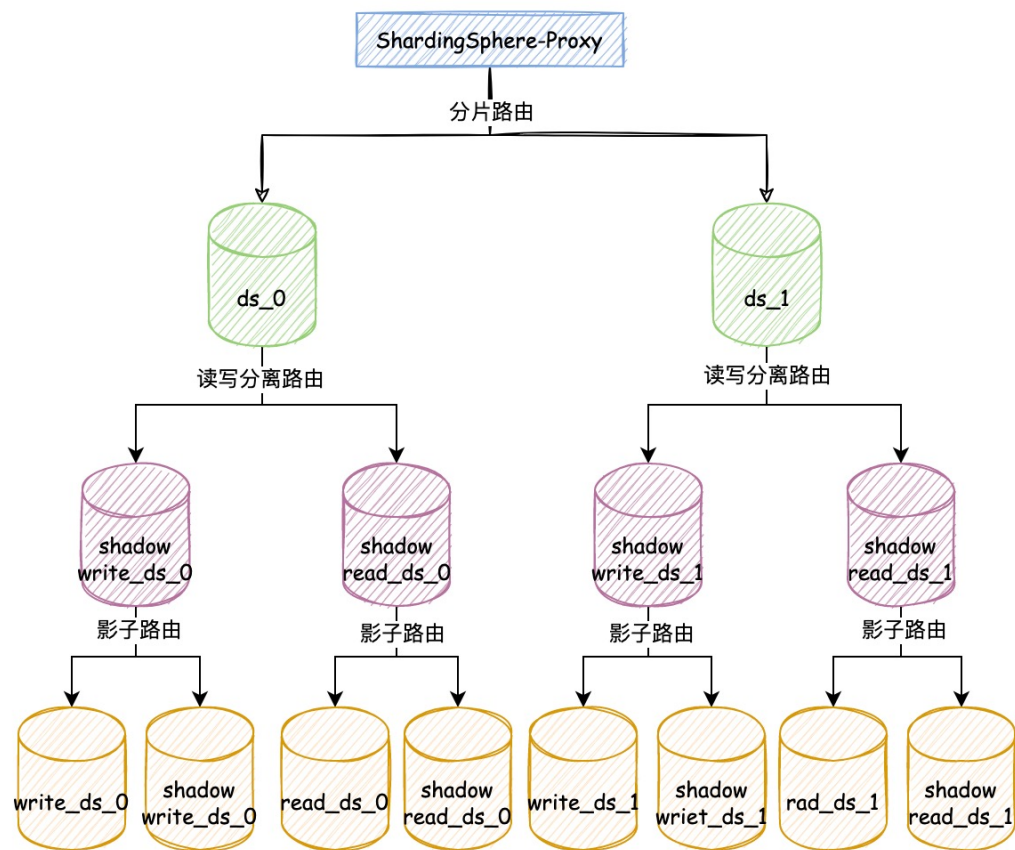 ShardingSphere-Proxy
分片路由
ds_0
ds_1
读写分离路由
读写分离路由
shadow
write_ds_0
shadow
read_ds_0
shadow
write_ds_1
shadow
read_ds_1
影子路由
影子路由
影子路由
影子路由
write_ds_0
shadow
write_ds_0
read_ds_0
shadow
read_ds_0
write_ds_1
shadow
wriet_ds_1
rad_ds_1
shadow
read_ds_1